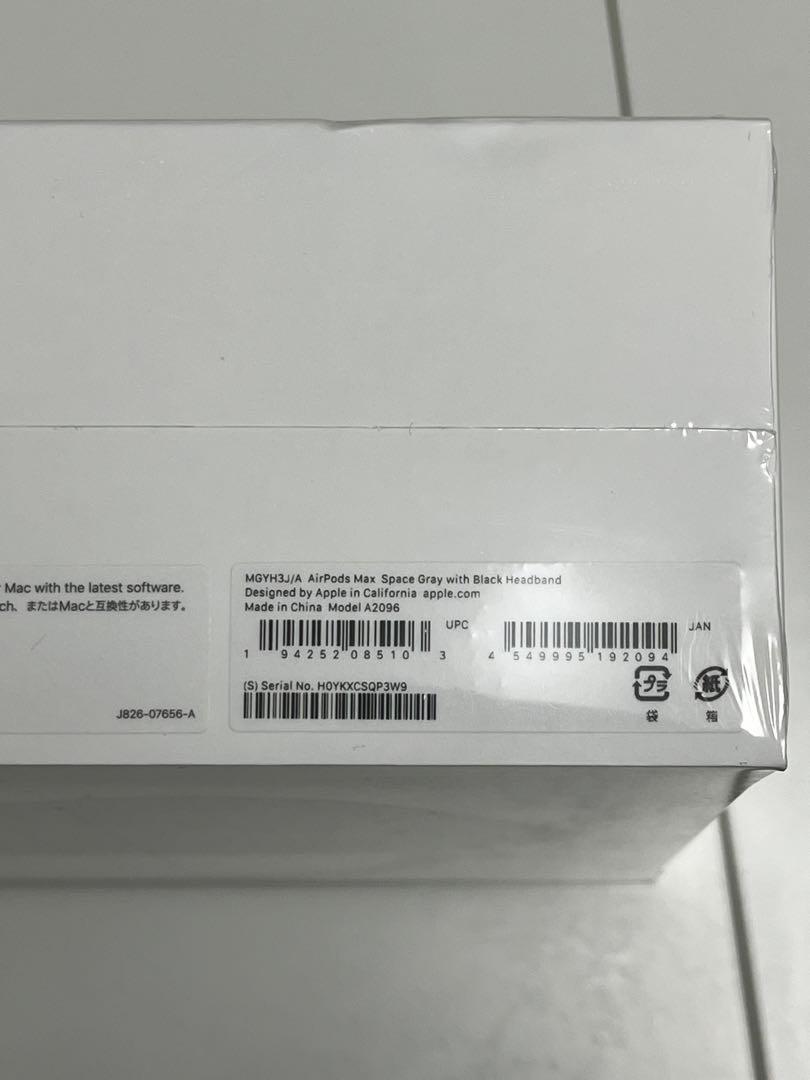 Mac with the latest software.
ch、またはMacと互換性があります。
J826-07656-A
MGYH3J/A AirPods Max Space Gray with Black Headband
Designed by Apple in California apple.com
Made in China Model A2096
UPC
1 94252 08510 3
JAN
4 549995 192094
(S) Serial No. H0YKXCSQP3W9
プラ
紙
袋
箱